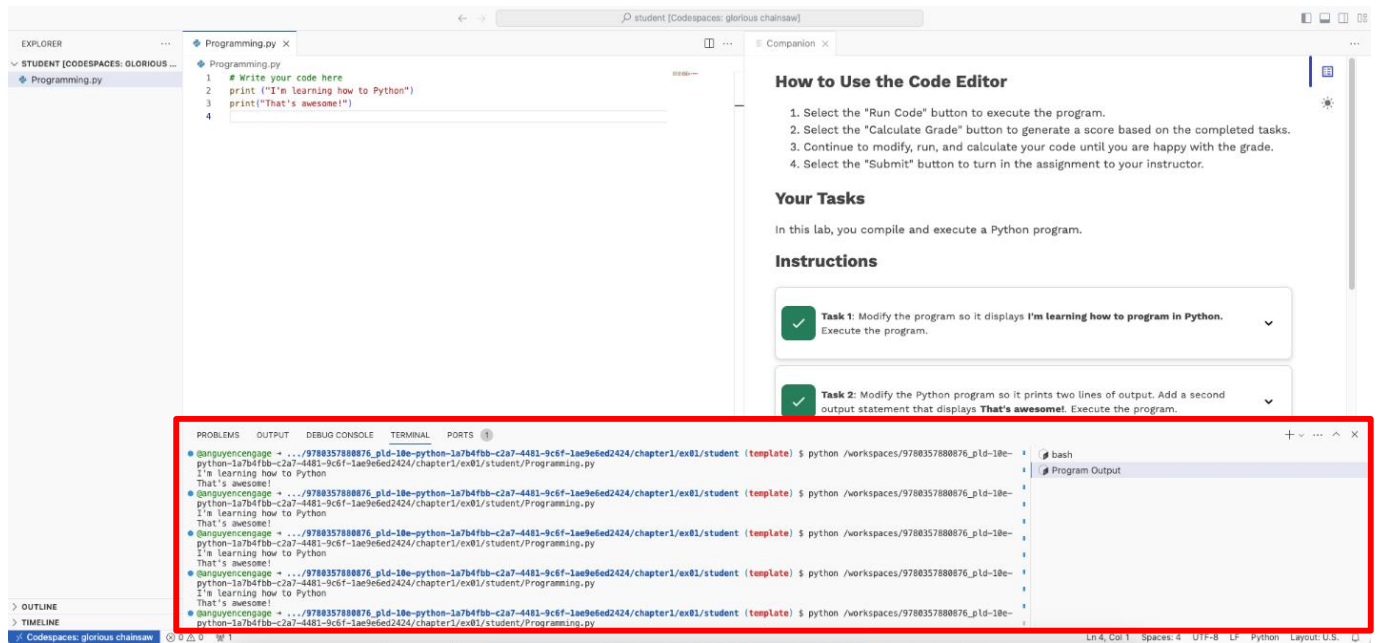 student [Codespaces: glorious chainsaw]
EXPLORER
STUDENT [CODESPACES: GLORIOUS ...
Programming.py
Programming.py
Programming.py
1 # Write your code here
2 print ("I'm learning how to Python")
3 print("That's awesome!")
4
Companion
How to Use the Code Editor
1. Select the "Run Code" button to execute the program.
2. Select the "Calculate Grade" button to generate a score based on the completed tasks.
3. Continue to modify, run, and calculate your code until you are happy with the grade.
4. Select the "Submit" button to turn in the assignment to your instructor.
Your Tasks
In this lab, you compile and execute a Python program.
Instructions
Task 1: Modify the program so it displays I'm learning how to program in Python.
Execute the program.
Task 2: Modify the Python program so it prints two lines of output. Add a second
output statement that displays That's awesome!. Execute the program.
PROBLEMS OUTPUT DEBUG CONSOLE TERMINAL PORTS 1
@anguyencengage → .../9780357880876_pld-10e-python-1a7b4fbb-c2a7-4481-9c6f-1ae9e6ed2424/chapter1/ex01/student (template) $ python /workspaces/9780357880876_pld-10e-
python-1a7b4fbb-c2a7-4481-9c6f-1ae9e6ed2424/chapter1/ex01/student/Programming.py
I'm learning how to Python
That's awesome!
@anguyencengage → .../9780357880876_pld-10e-python-1a7b4fbb-c2a7-4481-9c6f-1ae9e6ed2424/chapter1/ex01/student (template) $ python /workspaces/9780357880876_pld-10e-
python-1a7b4fbb-c2a7-4481-9c6f-1ae9e6ed2424/chapter1/ex01/student/Programming.py
I'm learning how to Python
That's awesome!
@anguyencengage → .../9780357880876_pld-10e-python-1a7b4fbb-c2a7-4481-9c6f-1ae9e6ed2424/chapter1/ex01/student (template) $ python /workspaces/9780357880876_pld-10e-
python-1a7b4fbb-c2a7-4481-9c6f-1ae9e6ed2424/chapter1/ex01/student/Programming.py
I'm learning how to Python
That's awesome!
@anguyencengage → .../9780357880876_pld-10e-python-1a7b4fbb-c2a7-4481-9c6f-1ae9e6ed2424/chapter1/ex01/student (template) $ python /workspaces/9780357880876_pld-10e-
python-1a7b4fbb-c2a7-4481-9c6f-1ae9e6ed2424/chapter1/ex01/student/Programming.py
I'm learning how to Python
That's awesome!
@anguyencengage → .../9780357880876_pld-10e-python-1a7b4fbb-c2a7-4481-9c6f-1ae9e6ed2424/chapter1/ex01/student (template) $ python /workspaces/9780357880876_pld-10e-
python-1a7b4fbb-c2a7-4481-9c6f-1ae9e6ed2424/chapter1/ex01/student/Programming.py
bash
Program Output
OUTLINE
TIMELINE
Codespaces: glorious chainsaw 0 0 1
Ln 4, Col 1 Spaces: 4 UTF-8 LF Python Layout: U.S.